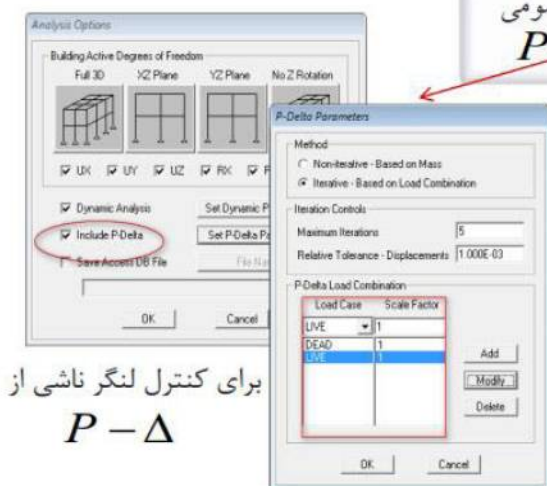 ومی
P
Analysis Options
Building Active Degrees of Freedom
Full 3D XZ Plane YZ Plane No Z Rotation
UX UY UZ RX
Dynamic Analysis Set Dynamic P
Include P-Delta Set P-Delta Pa
Save Access DB File File Na
OK Cancel
P-Delta Parameters
Method
Non-iterative - Based on Mass
Iterative - Based on Load Combination
Iteration Controls
Maximum Iterations 5
Relative Tolerance - Displacements 1.000E-03
P-Delta Load Combination
Load Case Scale Factor
LIVE 1
DEAD 1
LIVE 1
Add
Modify
Delete
OK Cancel
برای کنترل لنگر ناشی از
P − Δ